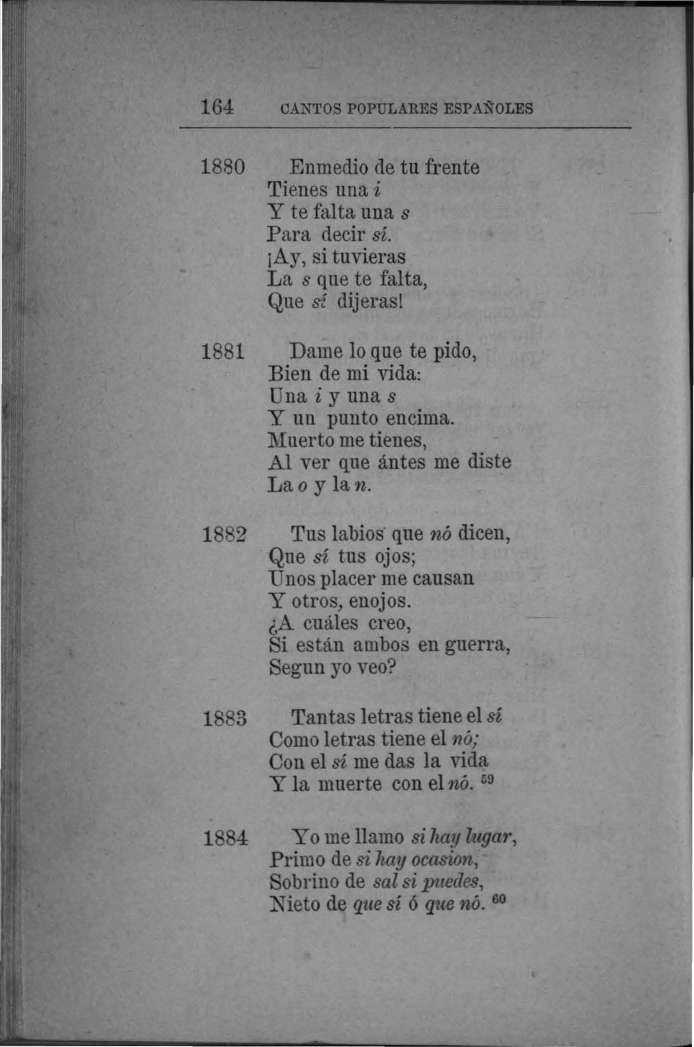 164 CANTOS POPULARES ESPAÑOLES
1880 Enmedio de tu frente
Tienes una i
Y te falta una s
Para decir sí.
¡Ay, si tuvieras
La s que te falta,
Que sí dijeras!
1881 Dame lo que te pido,
Bien de mi vida:
Una i y una s
Y un punto encima.
Muerto me tienes,
Al ver que ántes me diste
La o y la n.
1882 Tus labios que nó dicen,
Que sí tus ojos;
Unos placer me causan
Y otros, enojos.
¿A cuáles creo,
Si están ambos en guerra,
Segun yo veo?
1883 Tantas letras tiene el sí
Como letras tiene el nó;
Con el sí me das la vida
Y la muerte con el nó. 59
1884 Yo me llamo si hay lugar,
Primo de si hay ocasion,
Sobrino de sal si puedes,
Nieto de que sí ó que nó. 60